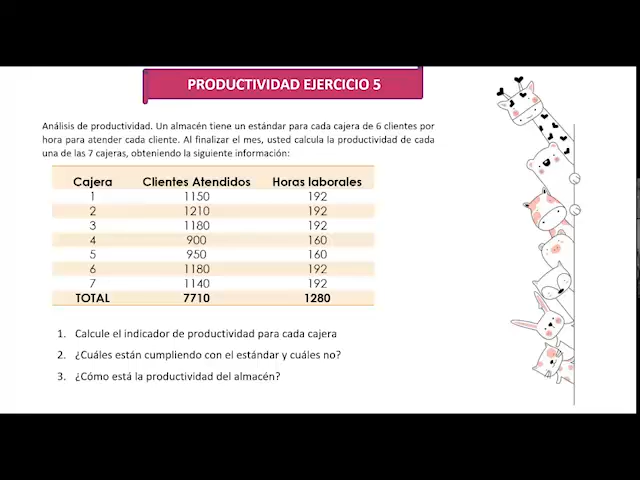 PRODUCTIVIDAD EJERCICIO 5
Análisis de productividad. Un almacén tiene un estándar para cada cajera de 6 clientes por
hora para atender cada cliente. Al finalizar el mes, usted calcula la productividad de cada
una de las 7 cajeras, obteniendo la siguiente información:
Cajera Clientes Atendidos Horas laborales
1 1150 192
2 1210 192
3 1180 192
4 900 160
5 950 160
6 1180 192
7 1140 192
TOTAL 7710 1280
1. Calcule el indicador de productividad para cada cajera
2. ¿Cuáles están cumpliendo con el estándar y cuáles no?
3. ¿Cómo está la productividad del almacén?